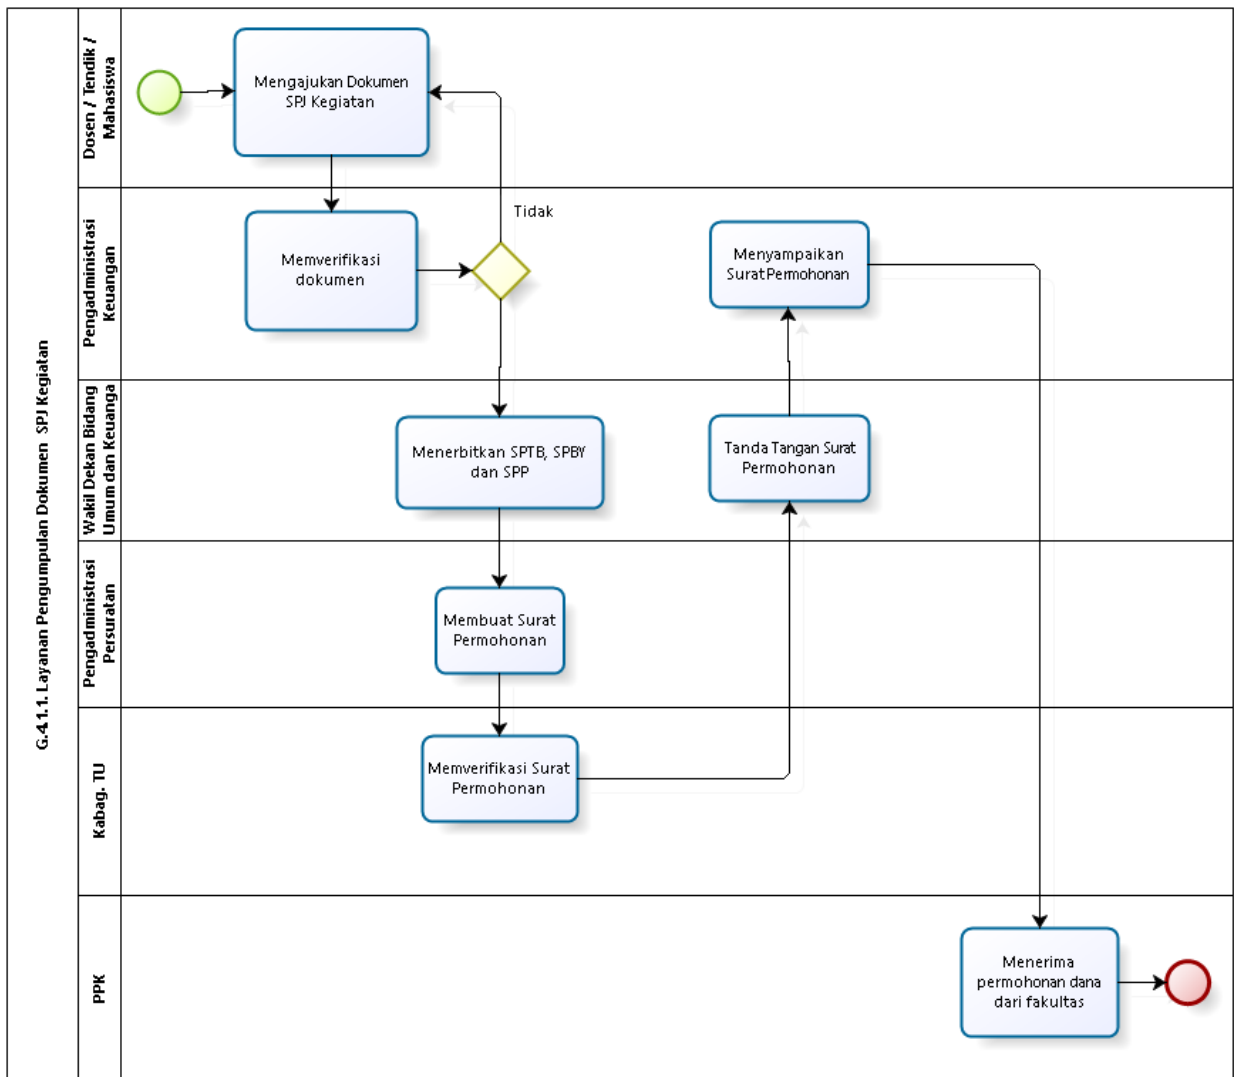 G.4.1.1. Layanan Pengumpulan Dokumen SPJ Kegiatan
Dosen / Tendik /
Mahasiswa
Mengajukan Dokumen
SPJ Kegiatan
Pengadministrasi
Keuangan
Memverifikasi
dokumen
Tidak
Menyampaikan
Surat Permohonan
Wakil Dekan Bidang
Umum dan Keuanga
Menerbitkan SPTB, SPBY
dan SPP
Tanda Tangan Surat
Permohonan
Pengadministrasi
Persuratan
Membuat Surat
Permohonan
Kabag. TU
Memverifikasi Surat
Permohonan
PPK
Menerima
permohonan dana
dari fakultas